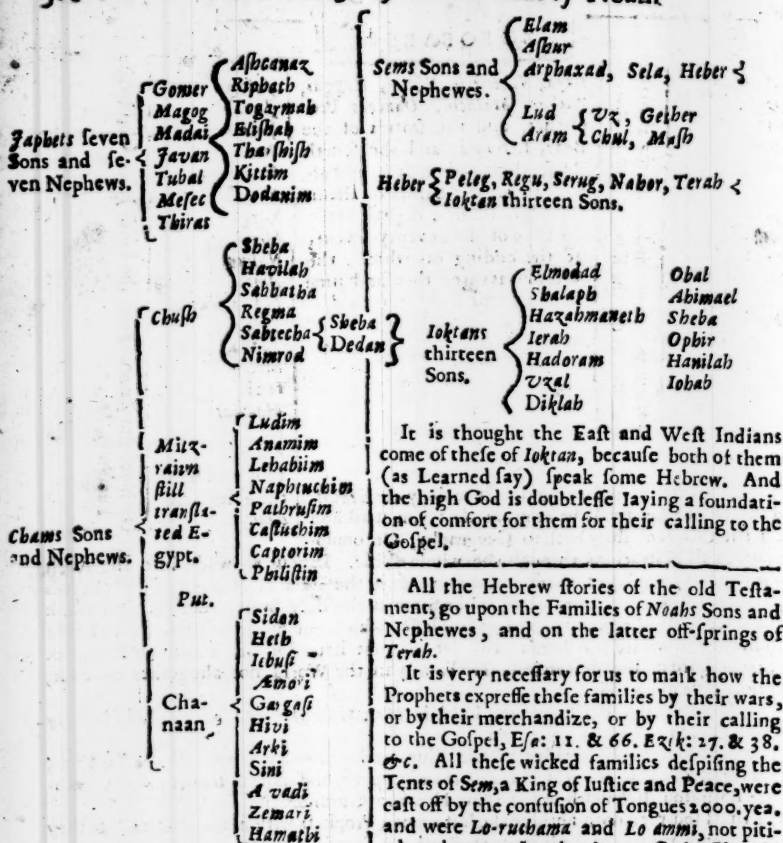 Japhets ſeven
Sons and ſe-
ven Nephews.
Gomer
Magog
Madai
Javan
Tubal
Meſec
Thiras
Aſhcanaz
Riphath
Togarmah
Eliſhah
Tharſhiſh
Kittim
Dodanim
Chams Sons
and Nephewes.
Chuſh
Sheba
Havilah
Sabbatha
Regma
Sabtecha
Nimrod
Sheba
Dedan
Mitz-
raim
ſtill
tranſla-
ted E-
gypt.
Ludim
Anamim
Lehabiim
Naphtuchim
Pathruſim
Caſluchim
Captorim
Philiſtin
Put.
Cha-
naan
Sidon
Heth
Iebuſi
Æmori
Gargaſi
Hivi
Arki
Sini
Arvadi
Zemari
Hamathi
Sems Sons and
Nephewes.
Elam
Aſhur
Arphaxad, Sela, Heber
Lud
Aram
Uz, Gether
Chul, Maſh
Heber
Peleg, Regu, Serug, Nahor, Terah
Ioktan thirteen Sons.
Ioktans
thirteen
Sons.
Elmodad
Shalaph
Hazahmaneth
Ierah
Hadoram
Uzal
Diklah
Obal
Abimael
Sheba
Ophir
Hanilah
Iobab
It is thought the Eaſt and Weſt Indians
come of theſe of Ioktan, becauſe both of them
(as Learned ſay) ſpeak ſome Hebrew. And
the high God is doubtleſſe laying a foundati-
on of comfort for them for their calling to the
Goſpel.
All the Hebrew ſtories of the old Teſta-
ment, go upon the Families of Noahs Sons and
Nephewes, and on the latter off-ſprings of
Terah.
It is very neceſſary for us to mark how the
Prophets expreſſe theſe families by their wars,
or by their merchandize, or by their calling
to the Goſpel, Eſa: 11. & 66. Ezek: 27. & 38.
&c. All theſe wicked families deſpiſing the
Tents of Sem, a King of Iuſtice and Peace, were
caſt off by the confuſion of Tongues 2000. yea.
and were Lo-ruchama and Lo ammi, not piti-